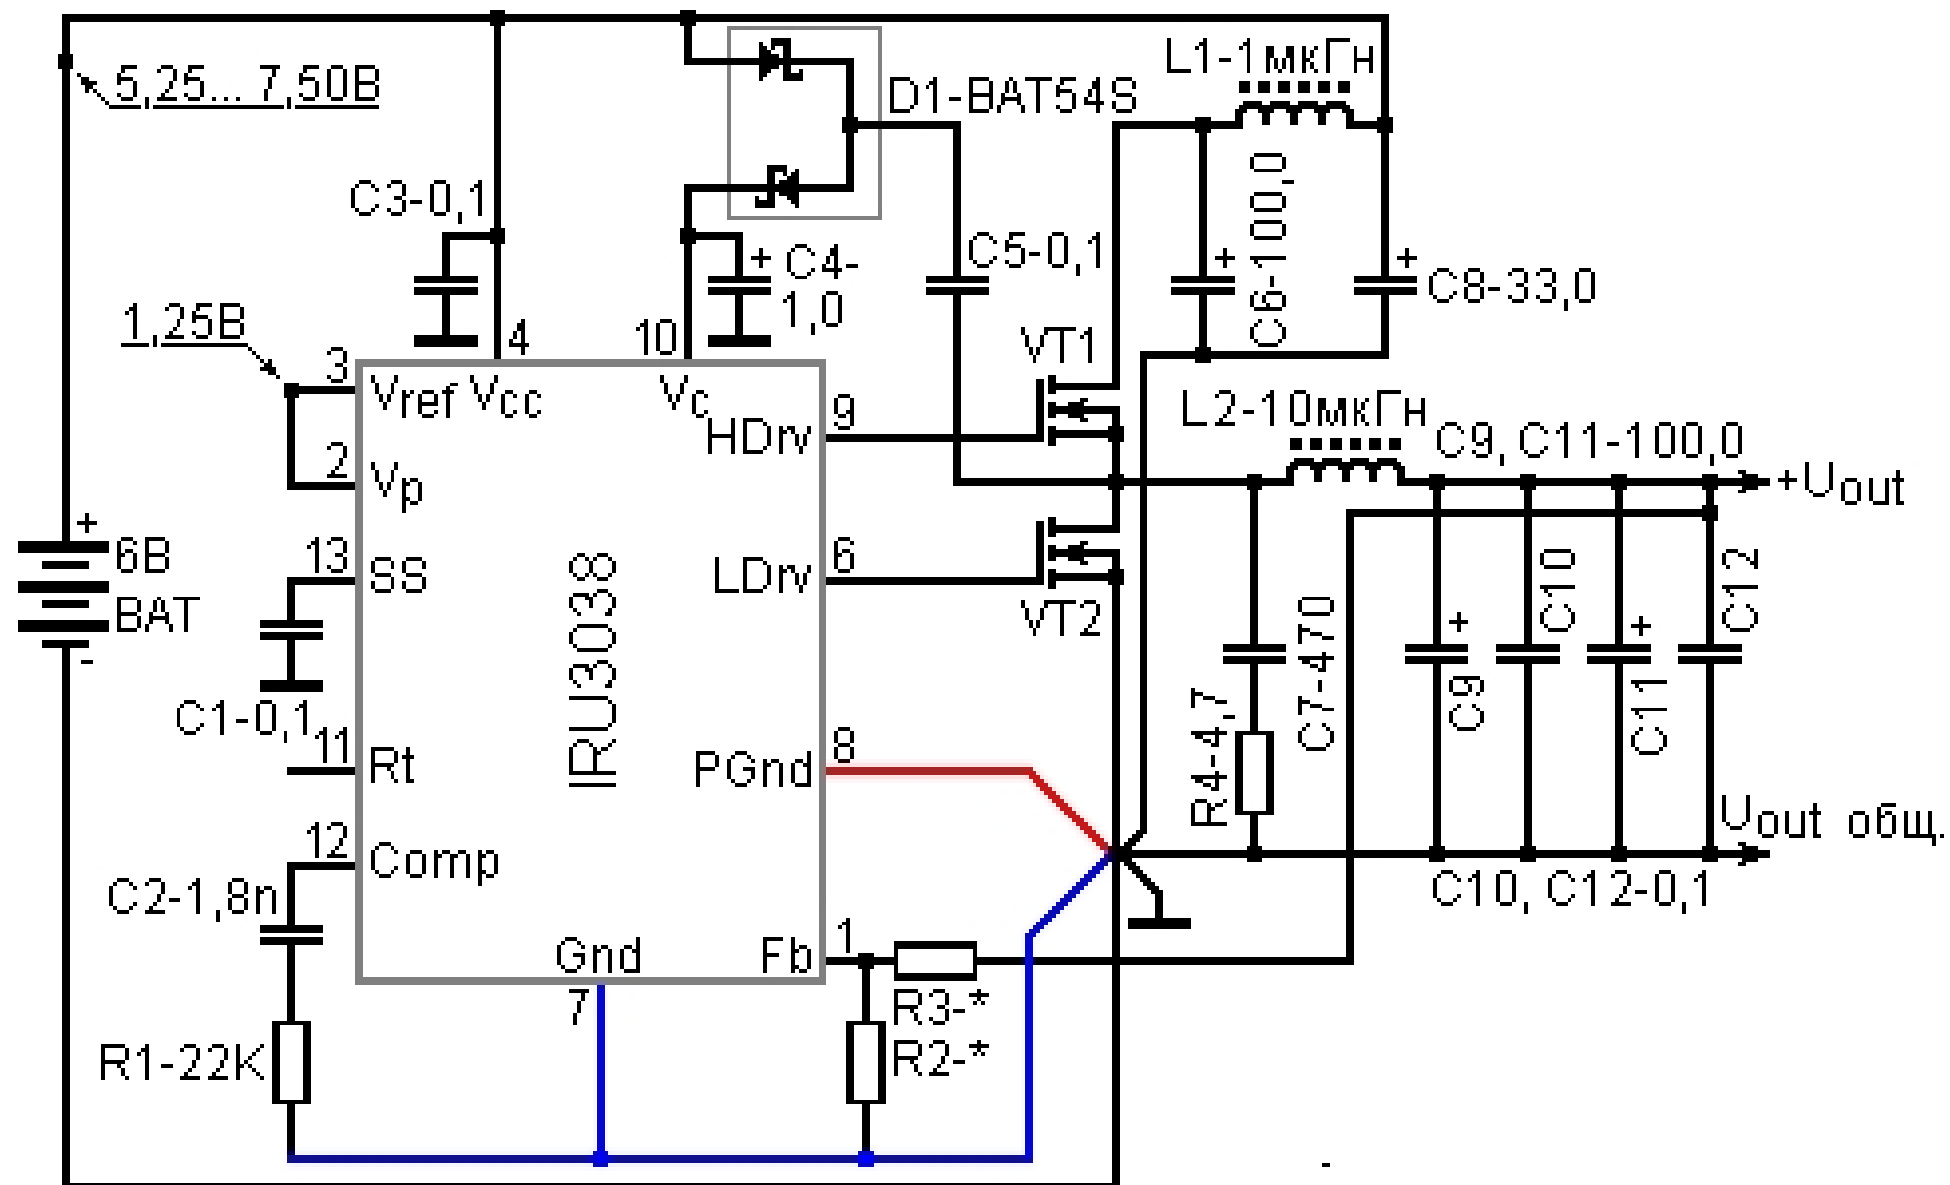 L1-1мкГн
5,25... 7,50В
D1-BAT54S
C3-0,1
C4-
1,0
+
C5-0,1
+
C6-100,0
+
C8-33,0
1,25В
4
10
VT1
3
Vref
Vcc
Vc
9
HDrv
L2-10мкГн
C9, C11-100,0
2
Vp
+Uout
+
6В
BAT
-
13
SS
IRU3038
LDrv
6
VT2
C7-470
+
C9
C10
+
C11
C12
C1-0,1
11
Rt
PGnd
8
R4-4,7
Uout общ.
12
Comp
C2-1,8n
C10, C12-0,1
Gnd
7
Fb
1
R3-*
R2-*
R1-22K
-